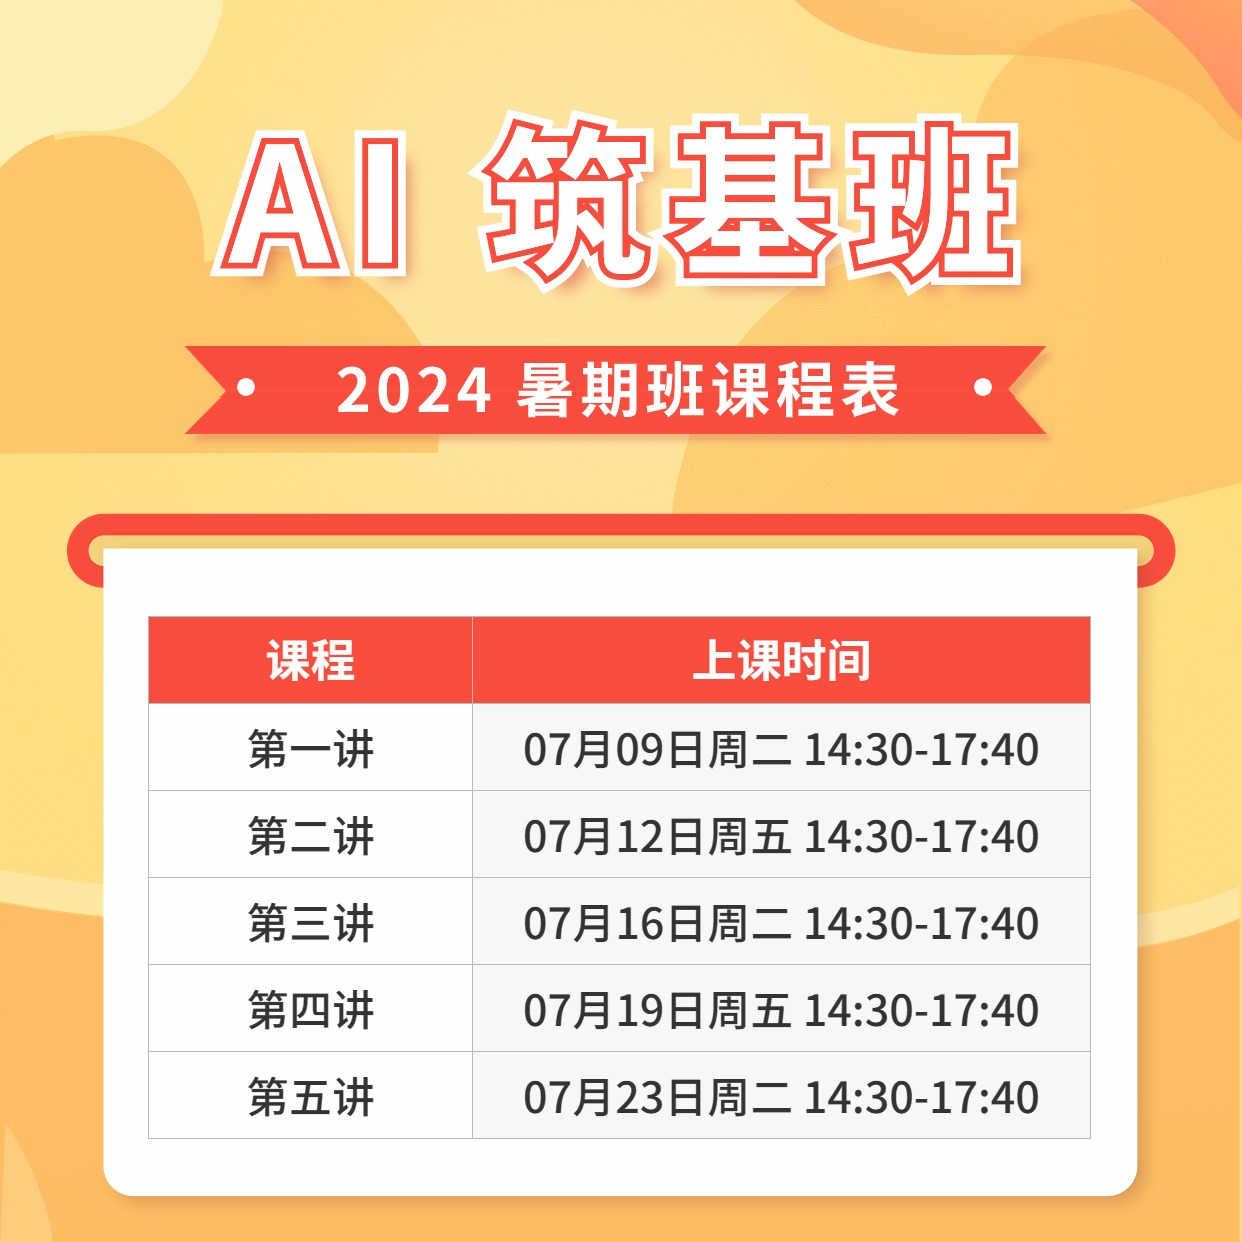 AI 筑基班
2024 暑期班课程表
课程 上课时间
第一讲 07月09日周二 14:30-17:40
第二讲 07月12日周五 14:30-17:40
第三讲 07月16日周二 14:30-17:40
第四讲 07月19日周五 14:30-17:40
第五讲 07月23日周二 14:30-17:40